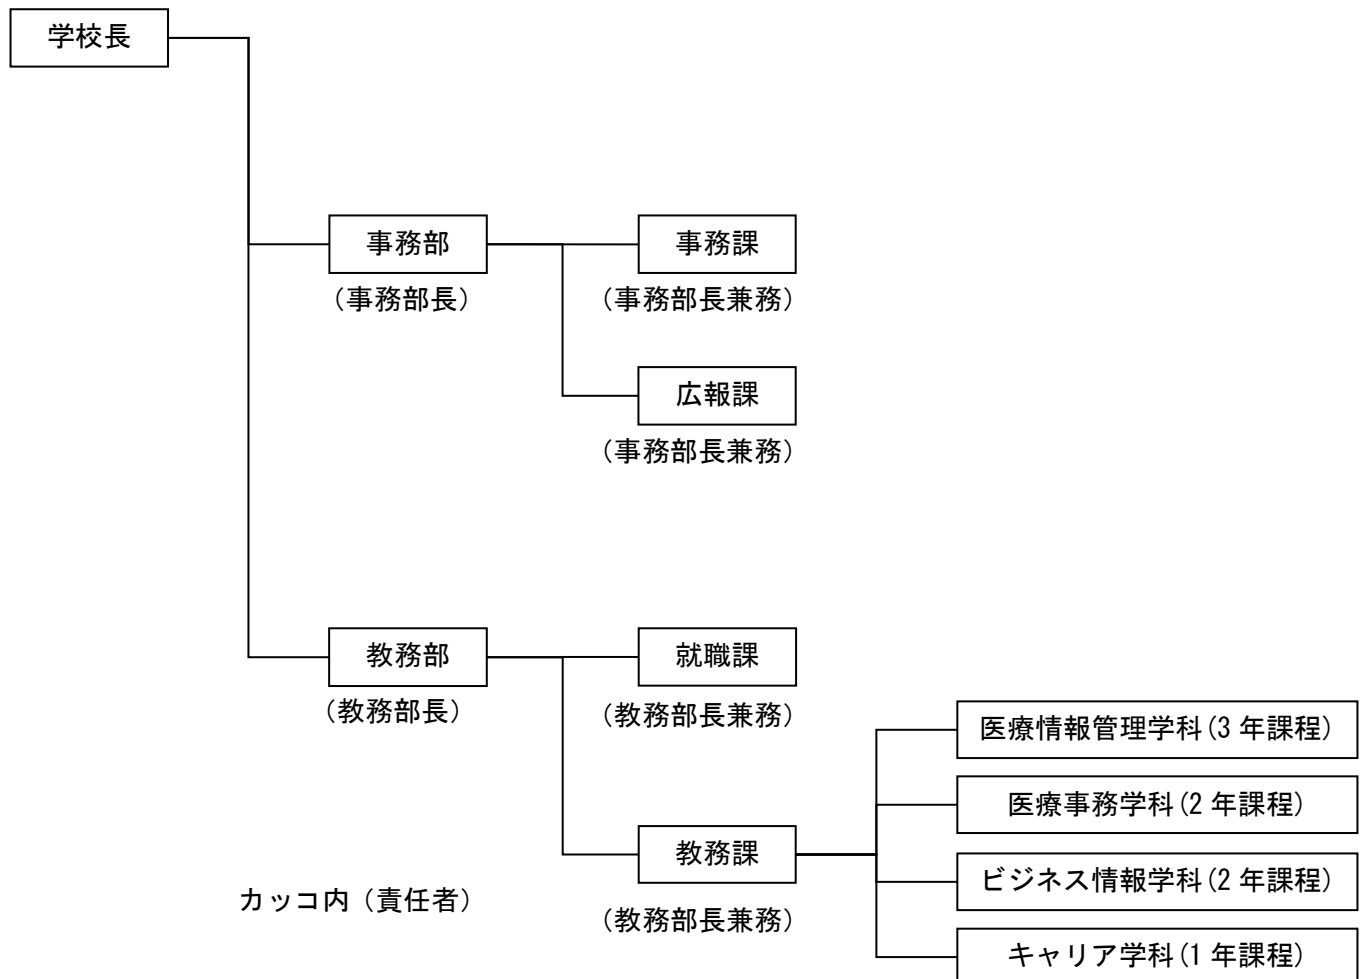 学校長
事務部
(事務部長)
事務課
(事務部長兼務)
広報課
(事務部長兼務)
教務部
(教務部長)
就職課
(教務部長兼務)
教務課
(教務部長兼務)
医療情報管理学科(3年課程)
医療事務学科(2年課程)
ビジネス情報学科(2年課程)
キャリア学科(1年課程)
カッコ内(責任者)